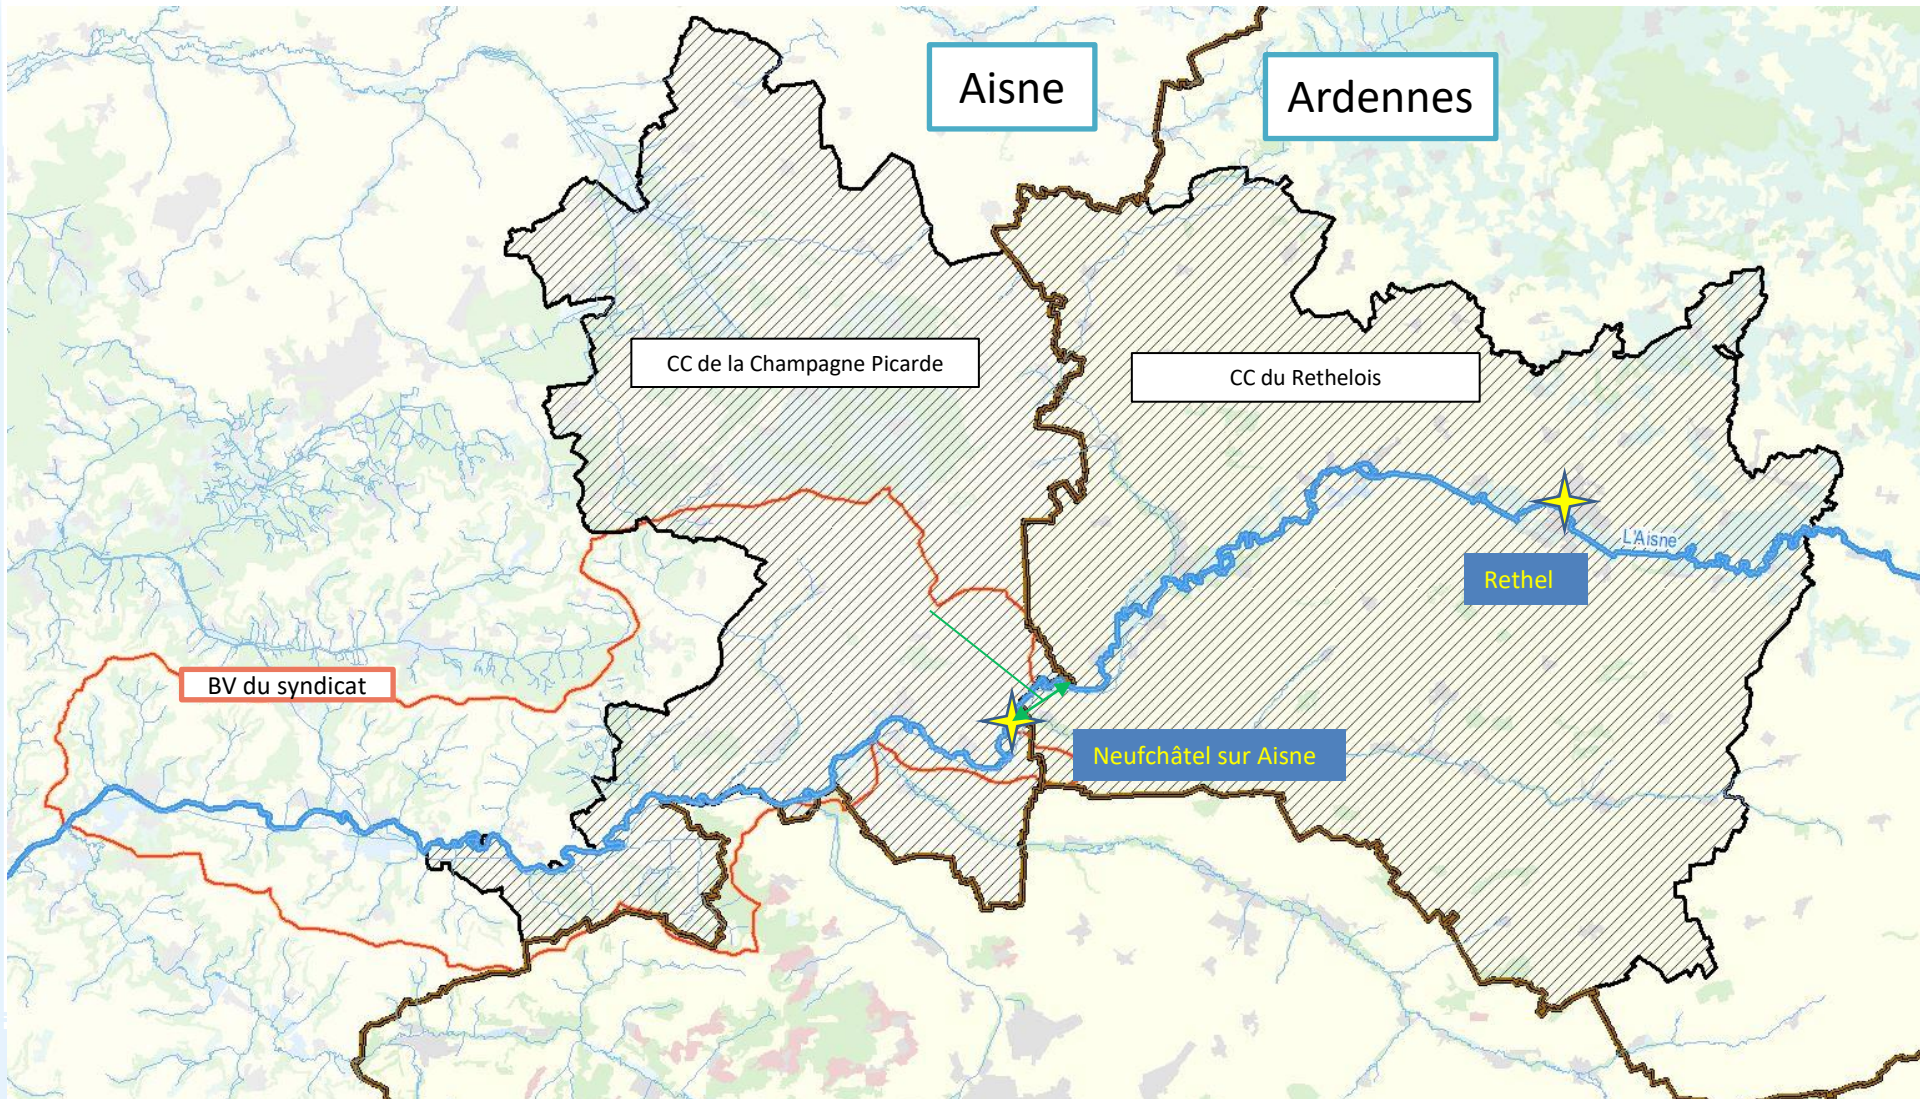 Aisne
Ardennes
CC de la Champagne Picarde
CC du Rethelois
L'Aisne
Rethel
BV du syndicat
Neufchâtel sur Aisne